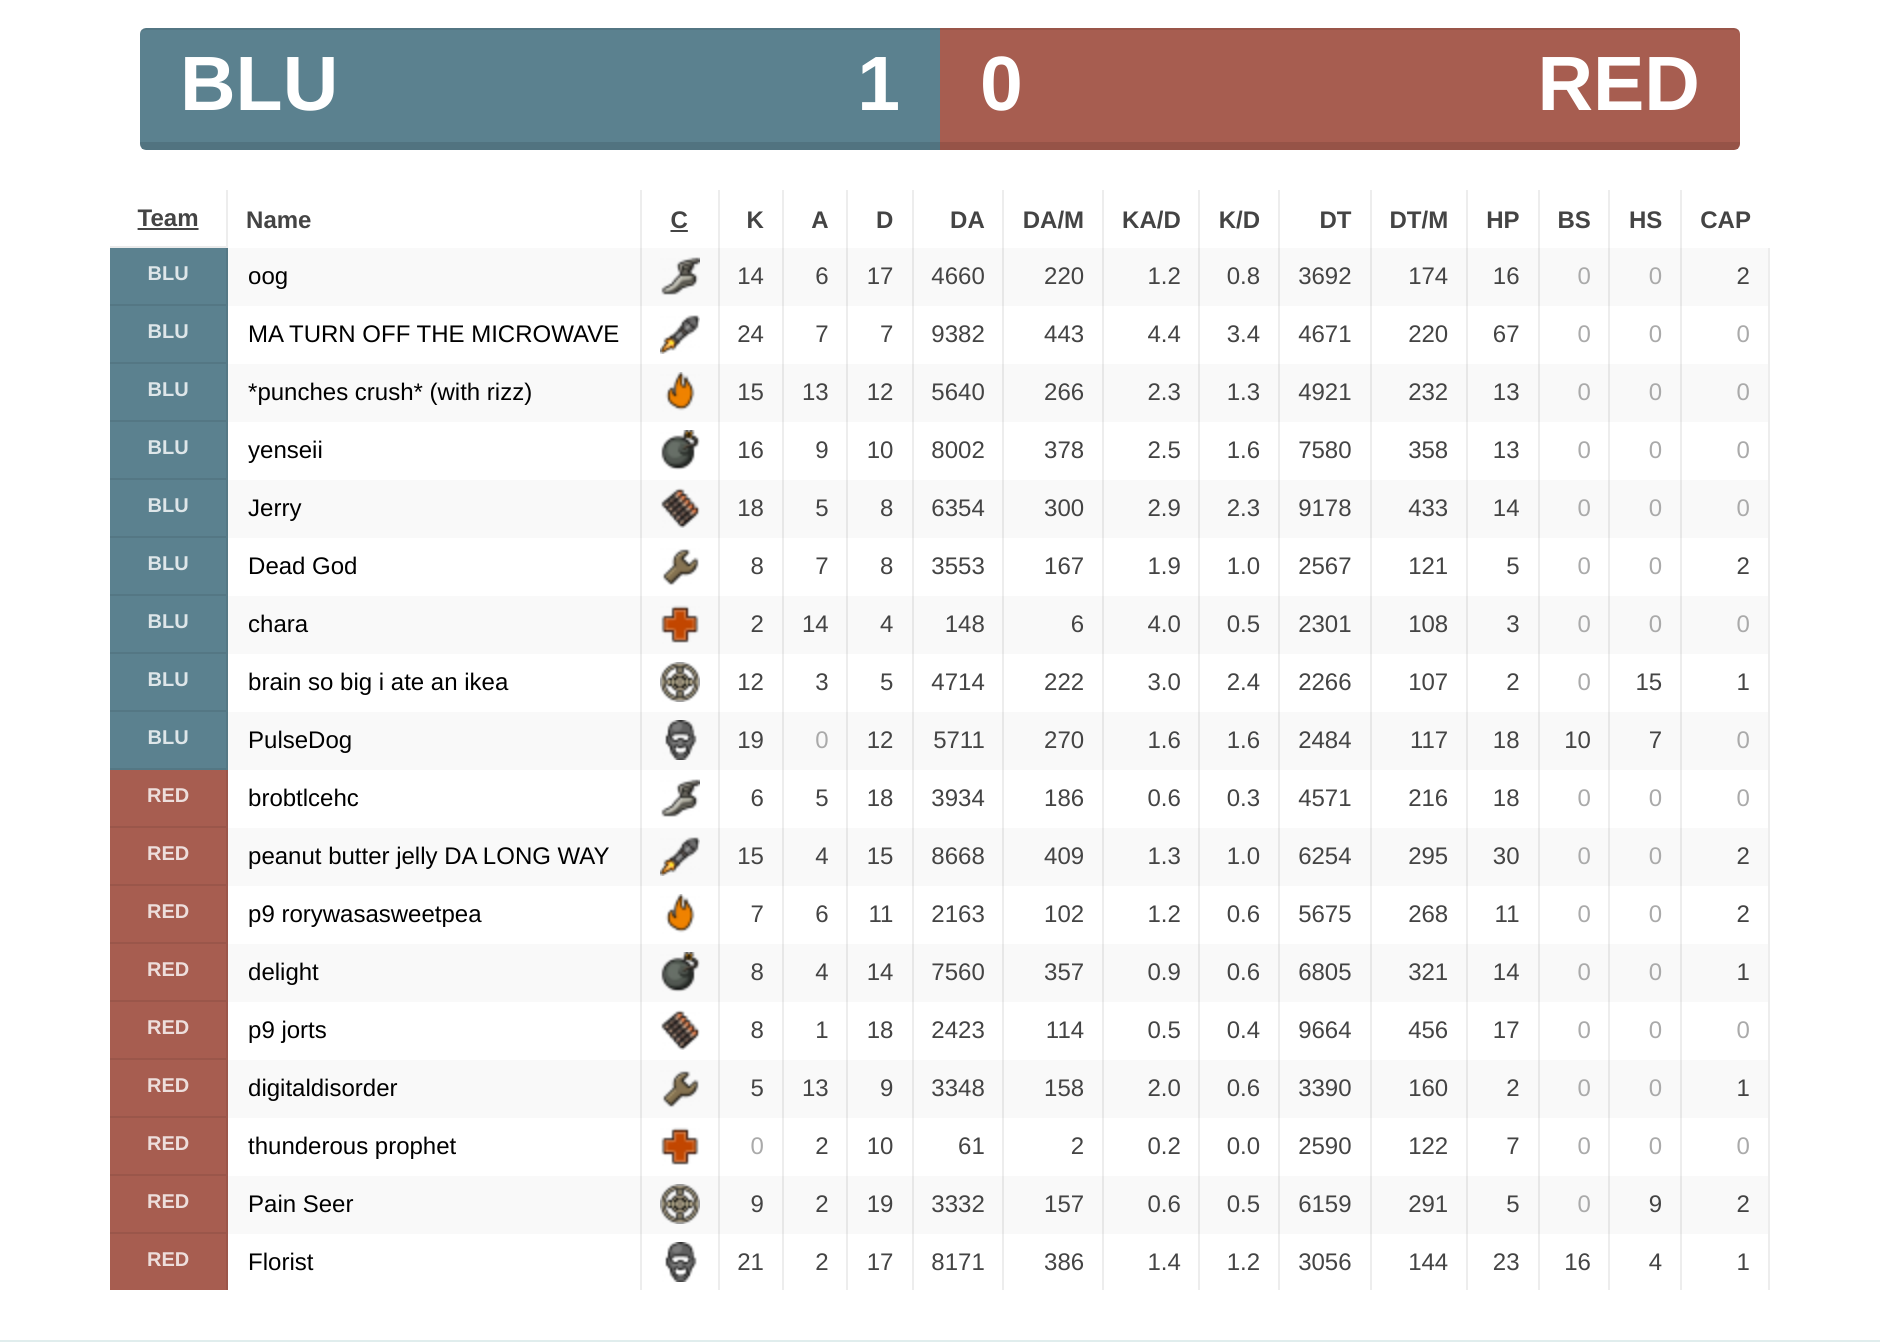 BLU 1 0 RED
Team Name C K A D DA DA/M KA/D K/D DT DT/M HP BS HS CAP
BLU oog 14 6 17 4660 220 1.2 0.8 3692 174 16 0 0 2
BLU MA TURN OFF THE MICROWAVE 24 7 7 9382 443 4.4 3.4 4671 220 67 0 0 0
BLU *punches crush* (with rizz) 15 13 12 5640 266 2.3 1.3 4921 232 13 0 0 0
BLU yenseii 16 9 10 8002 378 2.5 1.6 7580 358 13 0 0 0
BLU Jerry 18 5 8 6354 300 2.9 2.3 9178 433 14 0 0 0
BLU Dead God 8 7 8 3553 167 1.9 1.0 2567 121 5 0 0 2
BLU chara 2 14 4 148 6 4.0 0.5 2301 108 3 0 0 0
BLU brain so big i ate an ikea 12 3 5 4714 222 3.0 2.4 2266 107 2 0 15 1
BLU PulseDog 19 0 12 5711 270 1.6 1.6 2484 117 18 10 7 0
RED brobtlcehc 6 5 18 3934 186 0.6 0.3 4571 216 18 0 0 0
RED peanut butter jelly DA LONG WAY 15 4 15 8668 409 1.3 1.0 6254 295 30 0 0 2
RED p9 rorywasasweetpea 7 6 11 2163 102 1.2 0.6 5675 268 11 0 0 2
RED delight 8 4 14 7560 357 0.9 0.6 6805 321 14 0 0 1
RED p9 jorts 8 1 18 2423 114 0.5 0.4 9664 456 17 0 0 0
RED digitaldisorder 5 13 9 3348 158 2.0 0.6 3390 160 2 0 0 1
RED thunderous prophet 0 2 10 61 2 0.2 0.0 2590 122 7 0 0 0
RED Pain Seer 9 2 19 3332 157 0.6 0.5 6159 291 5 0 9 2
RED Florist 21 2 17 8171 386 1.4 1.2 3056 144 23 16 4 1